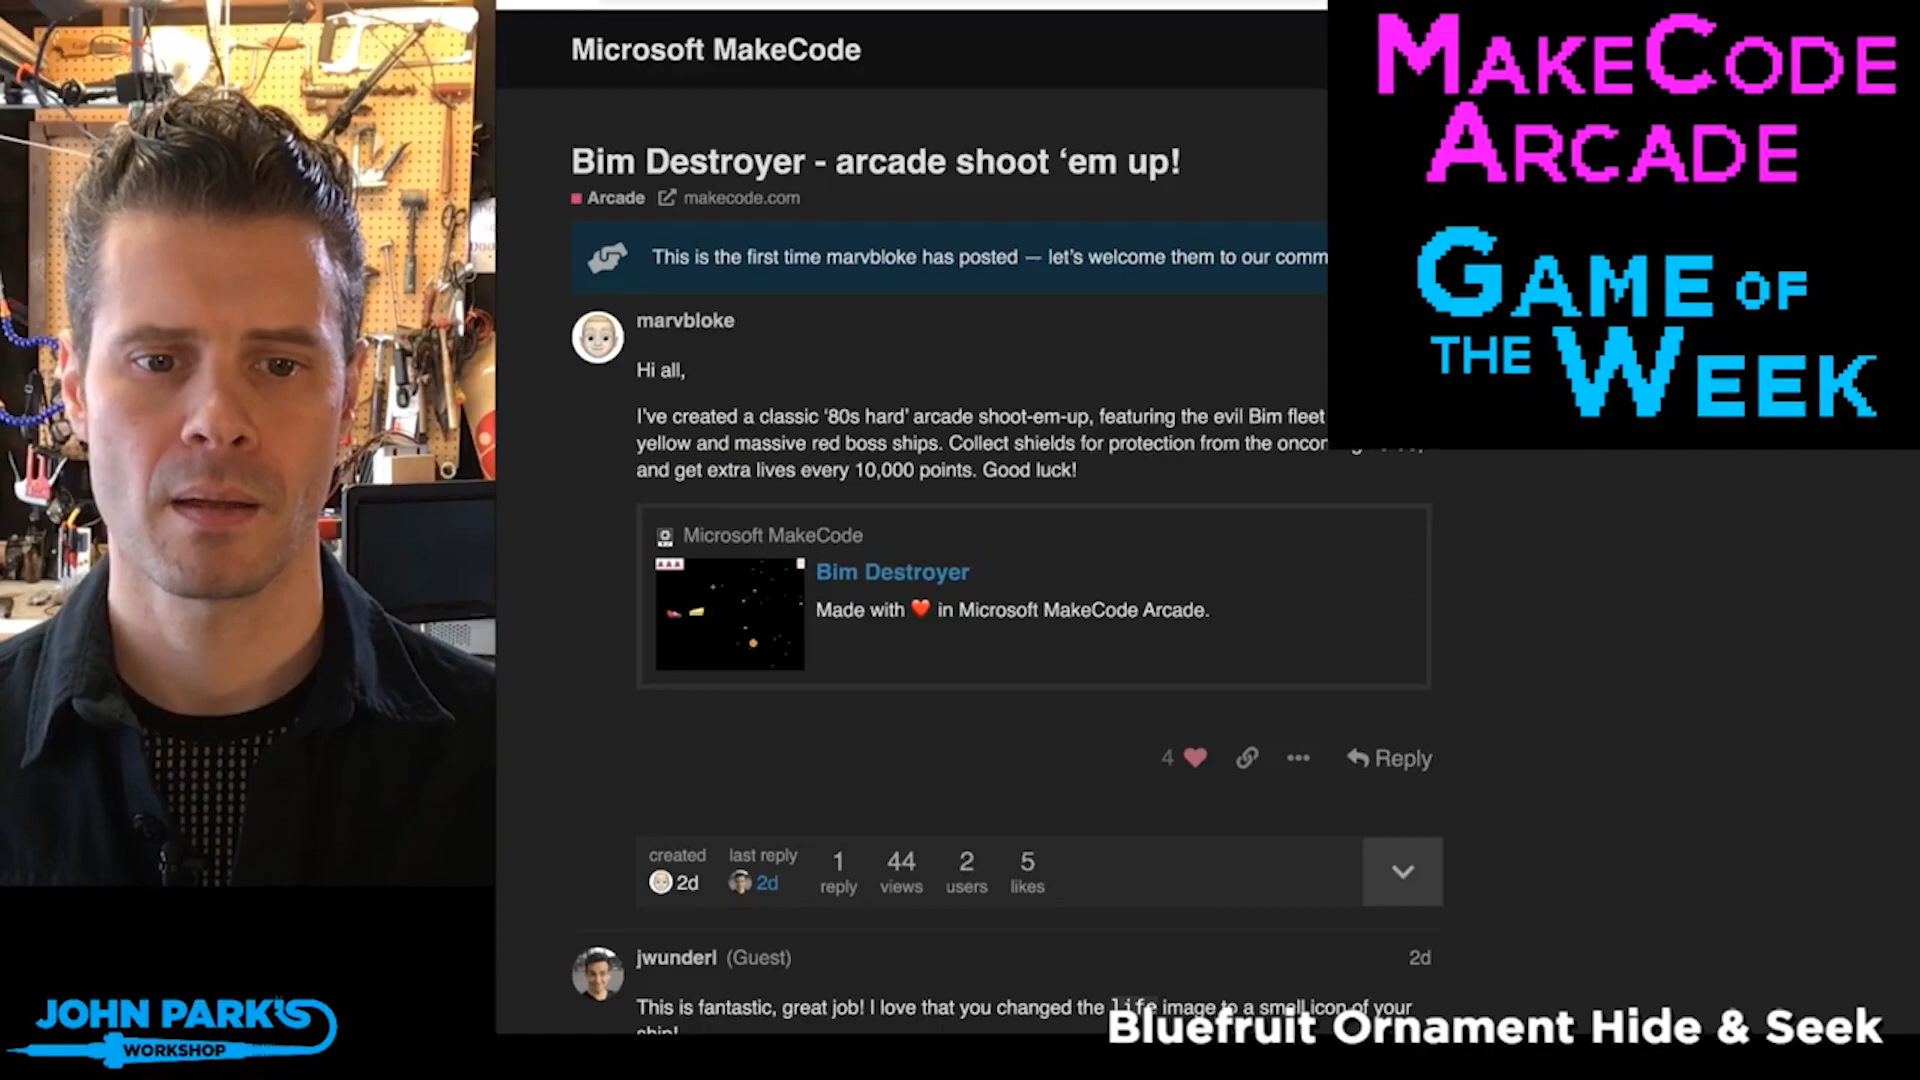 Microsoft MakeCode
Bim Destroyer - arcade shoot ‘em up!
Arcade makecode.com
This is the first time marvbloke has posted — let’s welcome them to our comm
marvbloke
Hi all,
I’ve created a classic ‘80s hard’ arcade shoot-em-up, featuring the evil Bim fleet
yellow and massive red boss ships. Collect shields for protection from the
and get extra lives every 10,000 points. Good luck!
Microsoft MakeCode
Bim Destroyer
Made with ❤️ in Microsoft MakeCode Arcade.
4
Reply
created last reply 1 44 2 5
2d 2d reply views users likes
jwunderl (Guest) 2d
This is fantastic, great job! I love that you changed the life image to a small icon of your
ship!
MAKECODE
ARCADE
GAME OF
THE WEEK
JOHN PARK'S
WORKSHOP
Bluefruit Ornament Hide & Seek